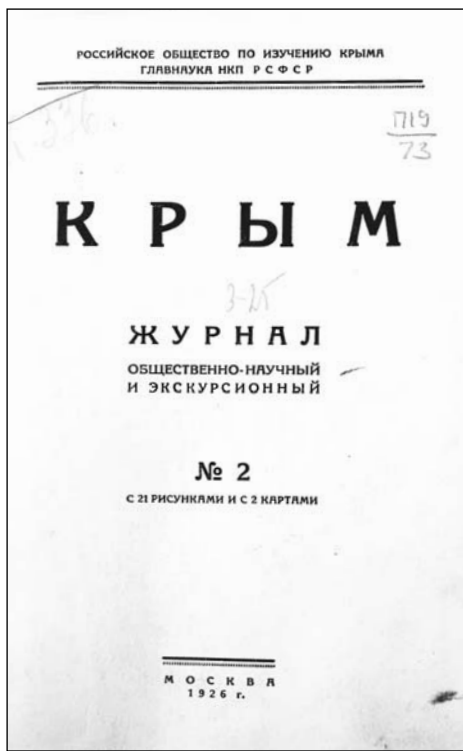 РОССИЙСКОЕ ОБЩЕСТВО ПО ИЗУЧЕНИЮ КРЫМА
ГЛАВНАУКА НКП РСФСР
П19
73
КРЫМ
3-25
ЖУРНАЛ
ОБЩЕСТВЕННО-НАУЧНЫЙ
И ЭКСКУРСИОННЫЙ
№ 2
С 21 РИСУНКАМИ И С 2 КАРТАМИ
МОСКВА
1926 г.